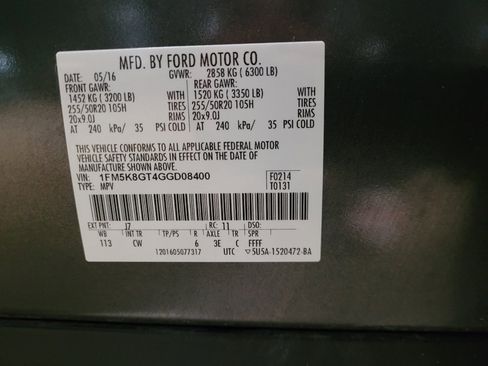 MFD. BY FORD MOTOR CO.
DATE: 05/16 GVWR: 2858 KG (6300 LB)
FRONT GAWR: REAR GAWR:
1452 KG (3200 LB) WITH 1520 KG (3350 LB) WITH
255/50R20 105H TIRES 255/50R20 105H TIRES
20x9.0J RIMS 20x9.0J RIMS
AT 240 kPa/ 35 PSI COLD AT 240 kPa/ 35 PSI COLD
THIS VEHICLE CONFORMS TO ALL APPLICABLE FEDERAL MOTOR
VEHICLE SAFETY STANDARDS IN EFFECT ON THE DATE OF
MANUFACTURE SHOWN ABOVE.
VIN: 1FM5K8GT4GGD08400 F0214
TYPE: MPV T0131
EXT PNT: J7 RC: 11 DSO:
WB INT TR TP/PS R AXLE TR SPR
113 CW 6 3E C FFFF
1201605077317 UTC ▽5U5A-1520472-BA